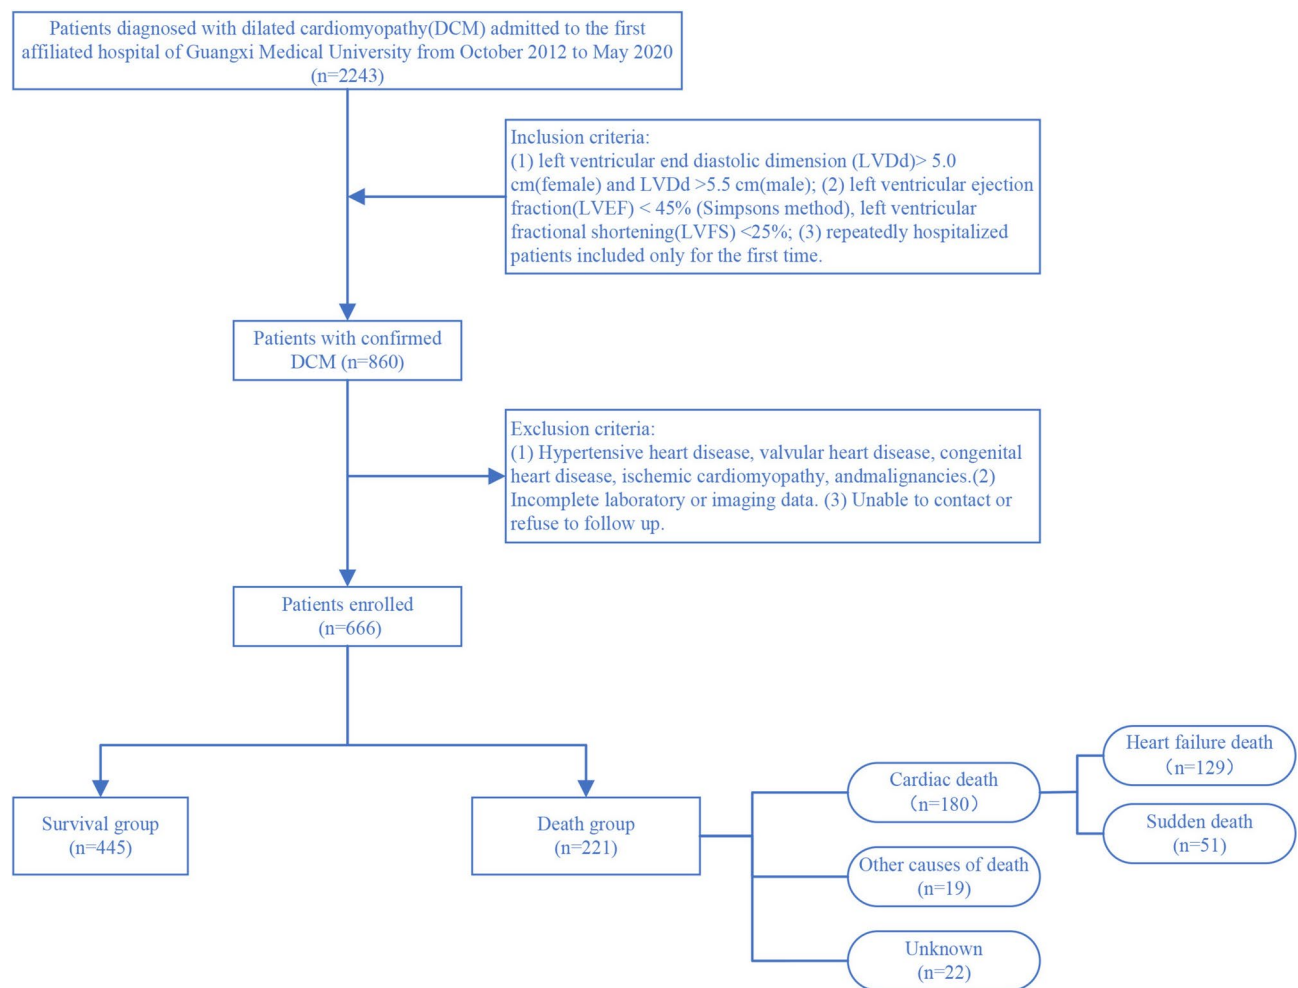 Patients diagnosed with dilated cardiomyopathy(DCM) admitted to the first
affiliated hospital of Guangxi Medical University from October 2012 to May 2020
(n=2243)
Inclusion criteria:
(1) left ventricular end diastolic dimension (LVDd)> 5.0
cm(female) and LVDd >5.5 cm(male); (2) left ventricular ejection
fraction(LVEF) < 45% (Simpsons method), left ventricular
fractional shortening(LVFS) <25%; (3) repeatedly hospitalized
patients included only for the first time.
Patients with confirmed
DCM (n=860)
Exclusion criteria:
(1) Hypertensive heart disease, valvular heart disease, congenital
heart disease, ischemic cardiomyopathy, andmalignancies.(2)
Incomplete laboratory or imaging data. (3) Unable to contact or
refuse to follow up.
Patients enrolled
(n=666)
Survival group
(n=445)
Death group
(n=221)
Cardiac death
（n=180）
Heart failure death
（n=129）
Sudden death
(n=51)
Other causes of death
(n=19)
Unknown
(n=22)